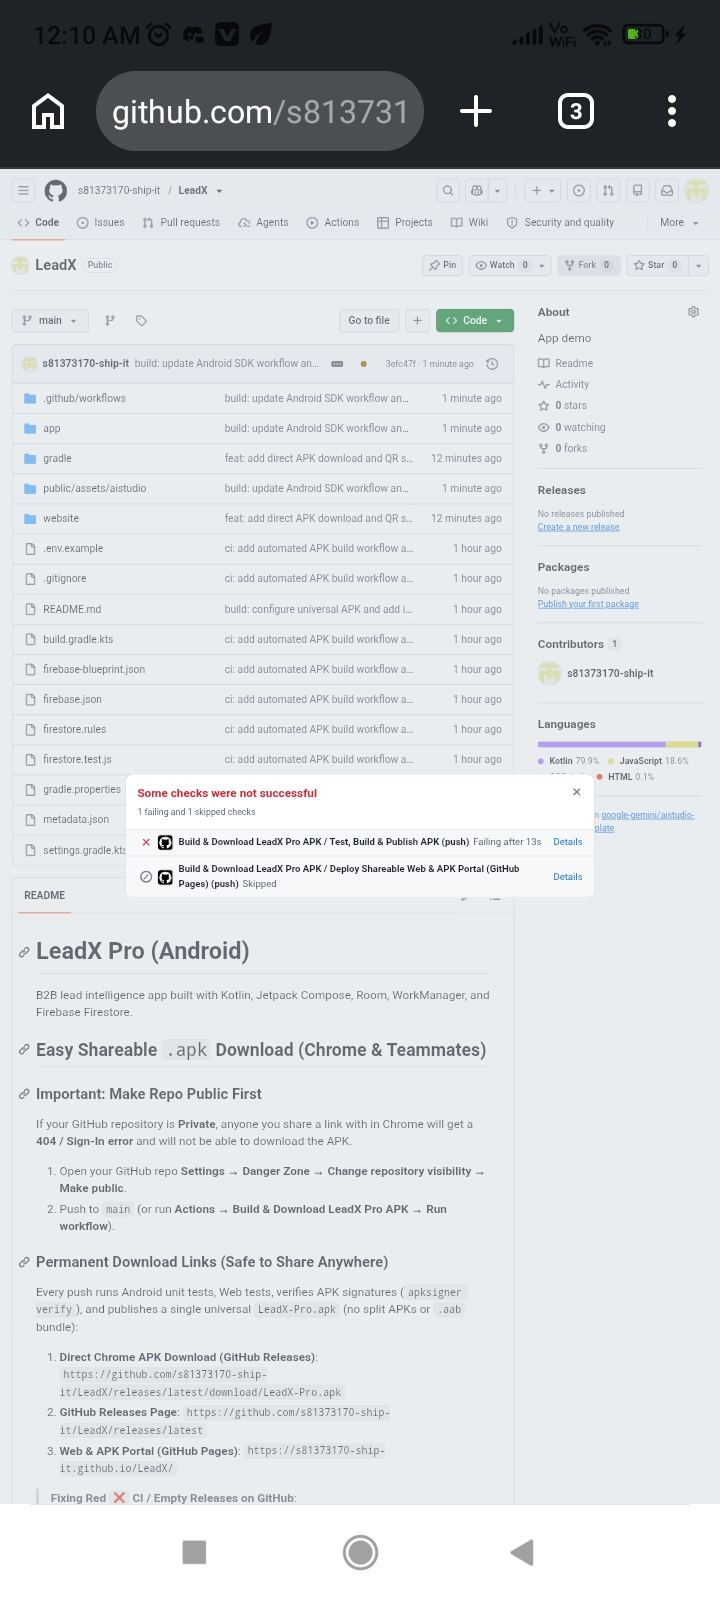 12:10 AM
Vo
WiFi
github.com/s813731
3
s81373170-ship-it / LeadX
Code Issues Pull requests Agents Actions Projects Wiki Security and quality More
LeadX Public
Pin Watch 0 Fork 0 Star 0
main Go to file Code
s81373170-ship-it build: update Android SDK workflow an... 3efc47f · 1 minute ago
.github/workflows build: update Android SDK workflow an... 1 minute ago
app build: update Android SDK workflow an... 1 minute ago
gradle feat: add direct APK download and QR s... 12 minutes ago
public/assets/aistudio build: update Android SDK workflow an... 1 minute ago
website feat: add direct APK download and QR s... 12 minutes ago
.env.example ci: add automated APK build workflow a... 1 hour ago
.gitignore ci: add automated APK build workflow a... 1 hour ago
README.md build: configure universal APK and add i... 1 hour ago
build.gradle.kts ci: add automated APK build workflow a... 1 hour ago
firebase-blueprint.json ci: add automated APK build workflow a... 1 hour ago
firebase.json ci: add automated APK build workflow a... 1 hour ago
firestore.rules ci: add automated APK build workflow a... 1 hour ago
firestore.test.js ci: add automated APK build workflow a... 1 hour ago
gradle.properties
metadata.json
settings.gradle.kts
About
App demo
Readme
Activity
0 stars
0 watching
0 forks
Releases
No releases published
Create a new release
Packages
No packages published
Publish your first package
Contributors 1
s81373170-ship-it
Languages
Kotlin 79.9% JavaScript 18.6%
HTML 0.1%
google-gemini/aistudio-
plate
Some checks were not successful
1 failing and 1 skipped checks
Build & Download LeadX Pro APK / Test, Build & Publish APK (push) Failing after 13s Details
Build & Download LeadX Pro APK / Deploy Shareable Web & APK Portal (GitHub
Pages) (push) Skipped Details
README
LeadX Pro (Android)
B2B lead intelligence app built with Kotlin, Jetpack Compose, Room, WorkManager, and
Firebase Firestore.
Easy Shareable .apk Download (Chrome & Teammates)
Important: Make Repo Public First
If your GitHub repository is Private, anyone you share a link with in Chrome will get a
404 / Sign-In error and will not be able to download the APK.
1. Open your GitHub repo Settings → Danger Zone → Change repository visibility →
Make public.
2. Push to main (or run Actions → Build & Download LeadX Pro APK → Run
workflow).
Permanent Download Links (Safe to Share Anywhere)
Every push runs Android unit tests, Web tests, verifies APK signatures (apksigner
verify), and publishes a single universal LeadX-Pro.apk (no split APKs or .aab
bundle):
1. Direct Chrome APK Download (GitHub Releases):
https://github.com/s81373170-ship-
it/LeadX/releases/latest/download/LeadX-Pro.apk
2. GitHub Releases Page: https://github.com/s81373170-ship-
it/LeadX/releases/latest
3. Web & APK Portal (GitHub Pages): https://s81373170-ship-
it.github.io/LeadX/
Fixing Red ❌ CI / Empty Releases on GitHub: